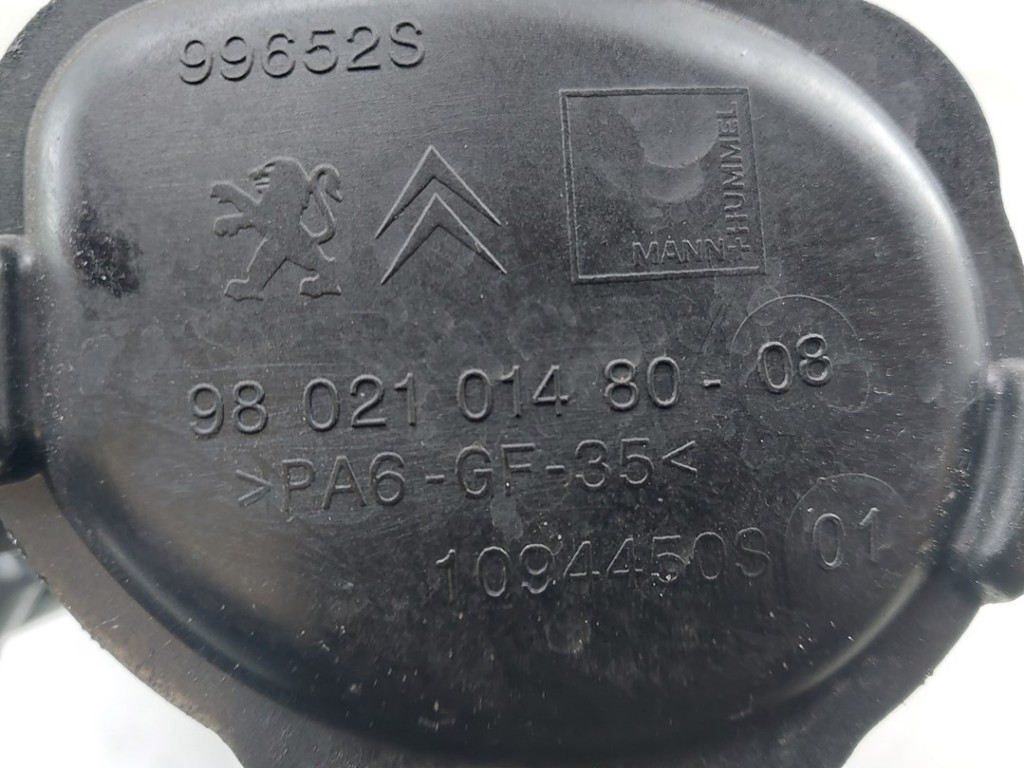 99652S
MANN+HUMMEL
98 021 014 80 - 08
>PA6-GF-35<
1094450S 01